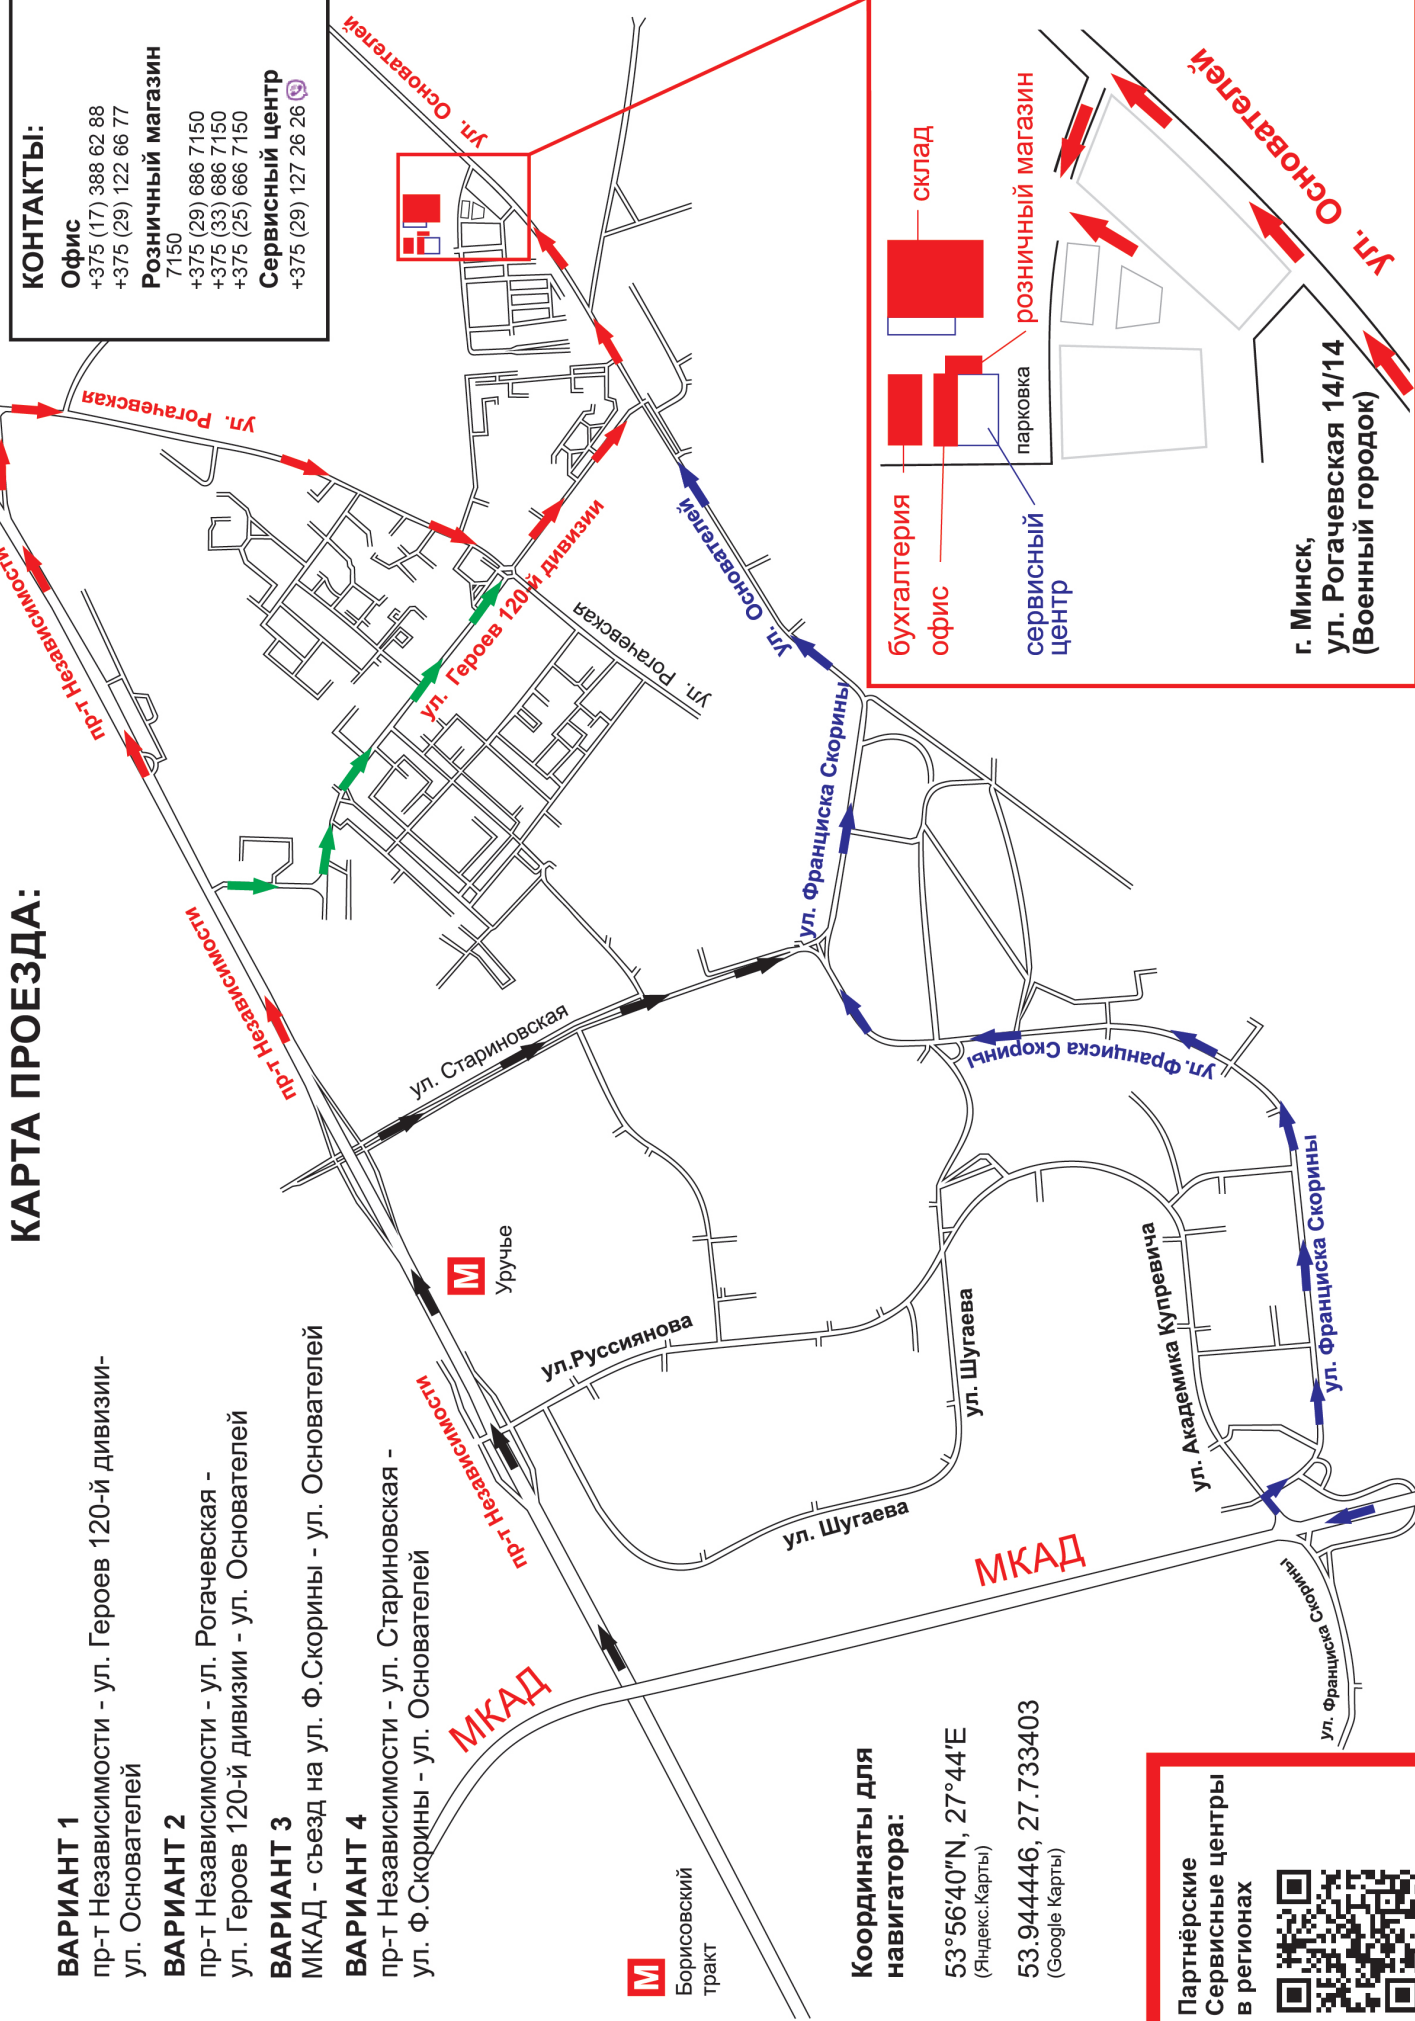 КАРТА ПРОЕЗДА:
ВАРИАНТ 1
пр-т Независимости - ул. Героев 120-й дивизии-
ул. Основателей
ВАРИАНТ 2
пр-т Независимости - ул. Рогачевская -
ул. Героев 120-й дивизии - ул. Основателей
ВАРИАНТ 3
МКАД - съезд на ул. Ф.Скорины - ул. Основателей
ВАРИАНТ 4
пр-т Независимости - ул. Стариновская -
ул. Ф.Скорины - ул. Основателей
КОНТАКТЫ:
Офис
+375 (17) 388 62 88
+375 (29) 122 66 77
Розничный магазин
7150
+375 (29) 686 7150
+375 (33) 686 7150
+375 (25) 666 7150
Сервисный центр
+375 (29) 127 26 26
пр-т Независимости
пр-т Независимости
пр-т Независимости
ул. Рогачевская
ул. Основателей
ул. Героев 120-й дивизии
ул. Рогачевская
ул. Основателей
ул. Стариновская
М
Уручье
ул.Руссиянова
ул. Франциска Скорины
ул. Франциска Скорины
ул. Франциска Скорины
ул. Шугаева
ул. Шугаева
ул. Академика Купревича
МКАД
МКАД
ул. Франциска Скорины
М
Борисовский
тракт
Координаты для
навигатора:
53°56'40"N, 27°44'E
(Яндекс.Карты)
53.944446, 27.733403
(Google Карты)
Партнёрские
Сервисные центры
в регионах
склад
розничный магазин
парковка
бухгалтерия
офис
сервисный
центр
ул. Основателей
г. Минск,
ул. Рогачевская 14/14
(Военный городок)